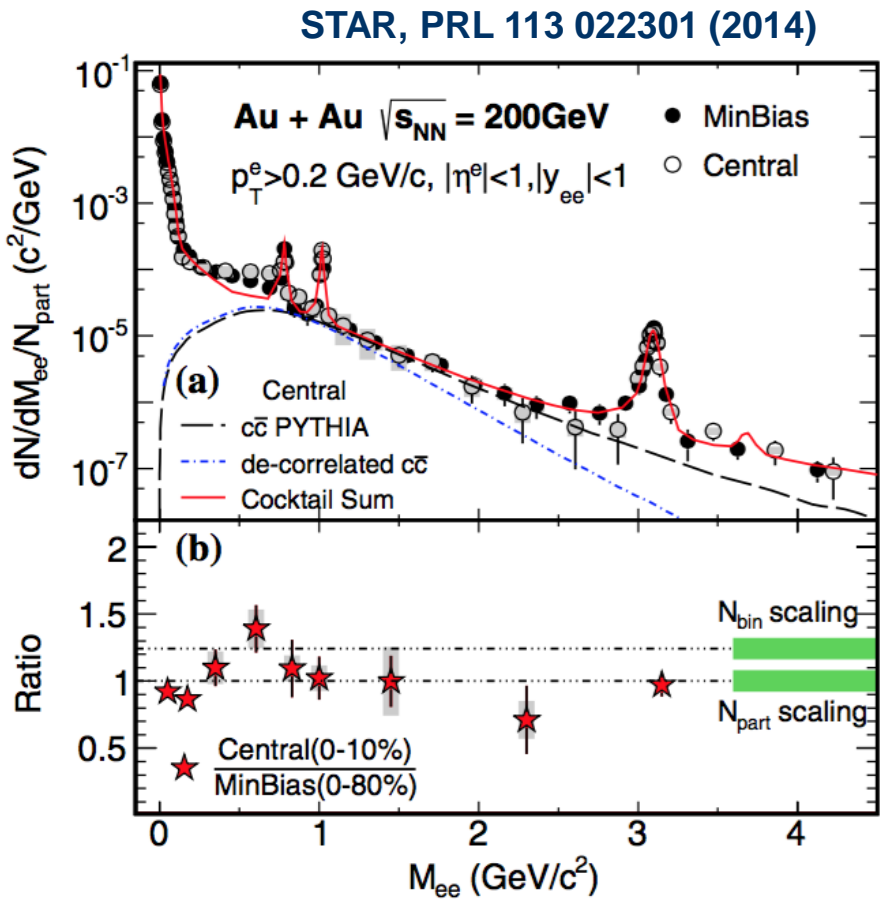 STAR, PRL 113 022301 (2014)
10⁻¹
10⁻³
10⁻⁵
10⁻⁷
dN/dM_ee/N_part (c²/GeV)
Au + Au √s_NN = 200GeV
p_T^e>0.2 GeV/c, |η^e|<1,|y_ee|<1
MinBias
Central
(a)
Central
cc̄ PYTHIA
de-correlated cc̄
Cocktail Sum
(b)
2
1.5
1
0.5
Ratio
N_bin scaling
N_part scaling
Central(0-10%)
MinBias(0-80%)
0 1 2 3 4
M_ee (GeV/c²)